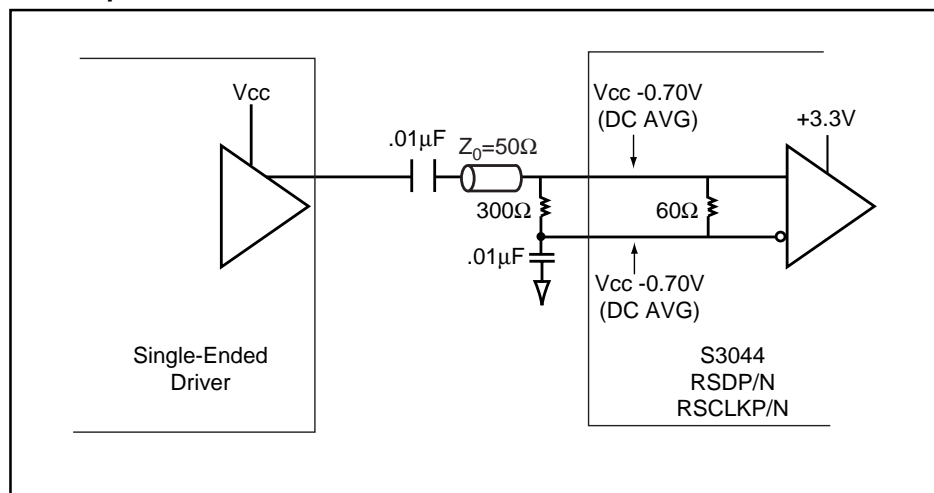 Vcc
.01µF
Z0=50Ω
Vcc -0.70V
(DC AVG)
+3.3V
300Ω
60Ω
.01µF
Vcc -0.70V
(DC AVG)
Single-Ended
Driver
S3044
RSDP/N
RSCLKP/N